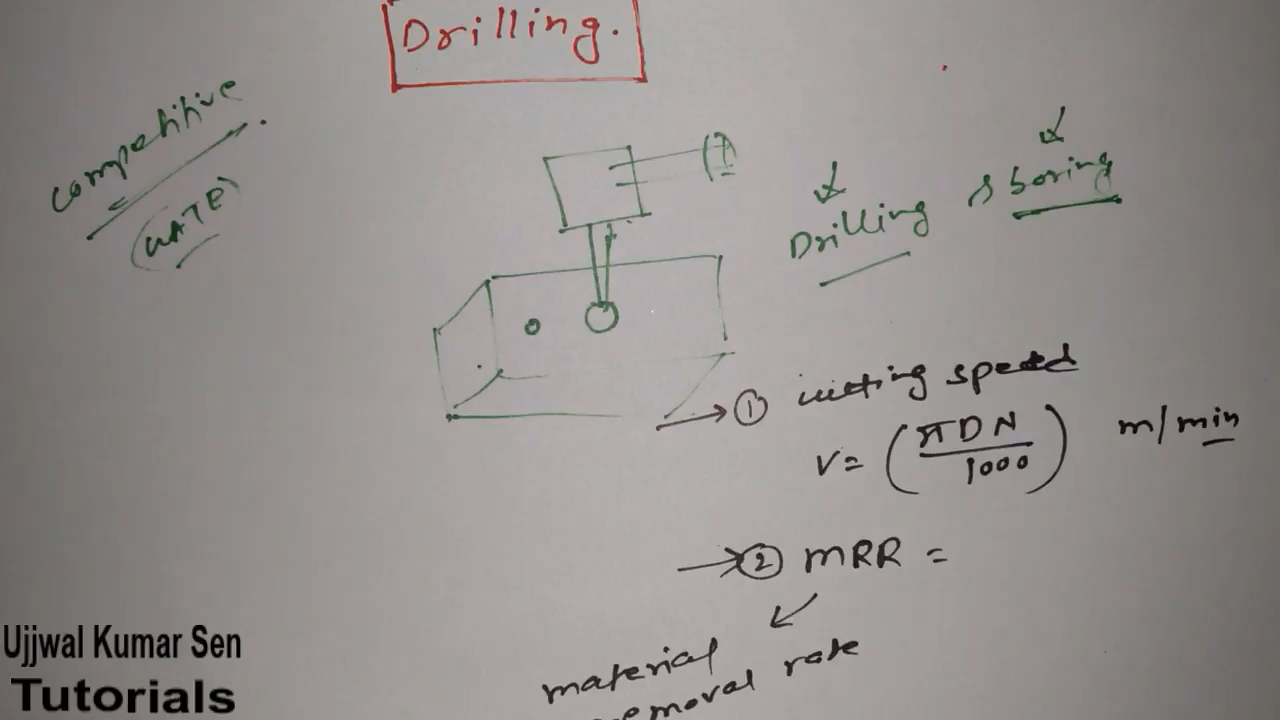 Drilling.
competitive
(GATE)
(T)
Drilling & boring
① cutting speed
V = (πDN/1000) m/min
② MRR =
material
removal rate
Ujjwal Kumar Sen
Tutorials